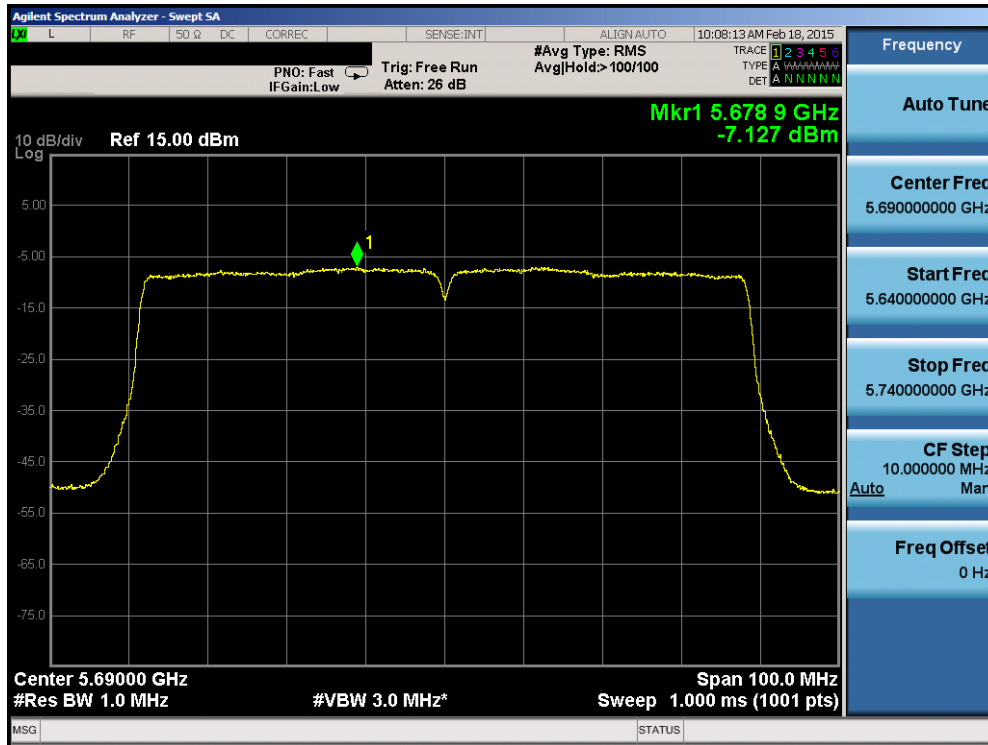 Agilent Spectrum Analyzer - Swept SA
LXI L RF 50 Ω DC CORREC SENSE:INT ALIGN AUTO 10:08:13 AM Feb 18, 2015
PNO: Fast
IFGain:Low
Trig: Free Run
Atten: 26 dB
#Avg Type: RMS
Avg|Hold:> 100/100
TRACE 1 2 3 4 5 6
TYPE A WWWWW
DET A N N N N N
Mkr1 5.678 9 GHz
-7.127 dBm
10 dB/div Ref 15.00 dBm
Log
5.00
-5.00
-15.0
-25.0
-35.0
-45.0
-55.0
-65.0
-75.0
1
Center 5.69000 GHz Span 100.0 MHz
#Res BW 1.0 MHz #VBW 3.0 MHz* Sweep 1.000 ms (1001 pts)
MSG STATUS
Frequency
Auto Tune
Center Freq
5.690000000 GHz
Start Freq
5.640000000 GHz
Stop Freq
5.740000000 GHz
CF Step
10.000000 MHz
Auto Man
Freq Offset
0 Hz